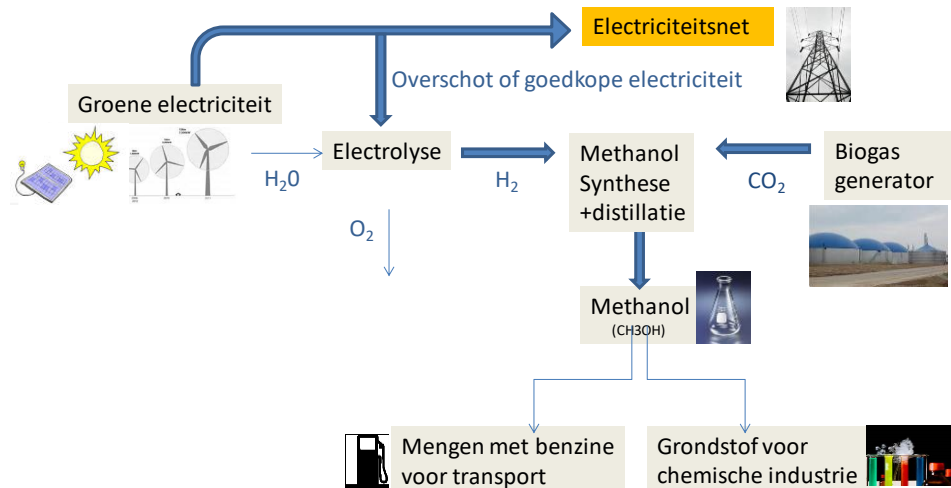 Electriciteitsnet
Overschot of goedkope electriciteit
Groene electriciteit
Electrolyse
Methanol
Synthese
+distillatie
Biogas
generator
H₂0
H₂
CO₂
O₂
Methanol
(CH3OH)
Mengen met benzine
voor transport
Grondstof voor
chemische industrie